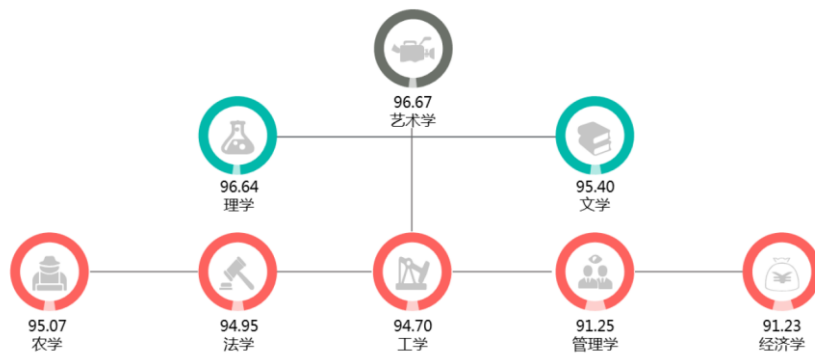 96.67
艺术学
96.64
理学
95.40
文学
95.07
农学
94.95
法学
94.70
工学
91.25
管理学
91.23
经济学